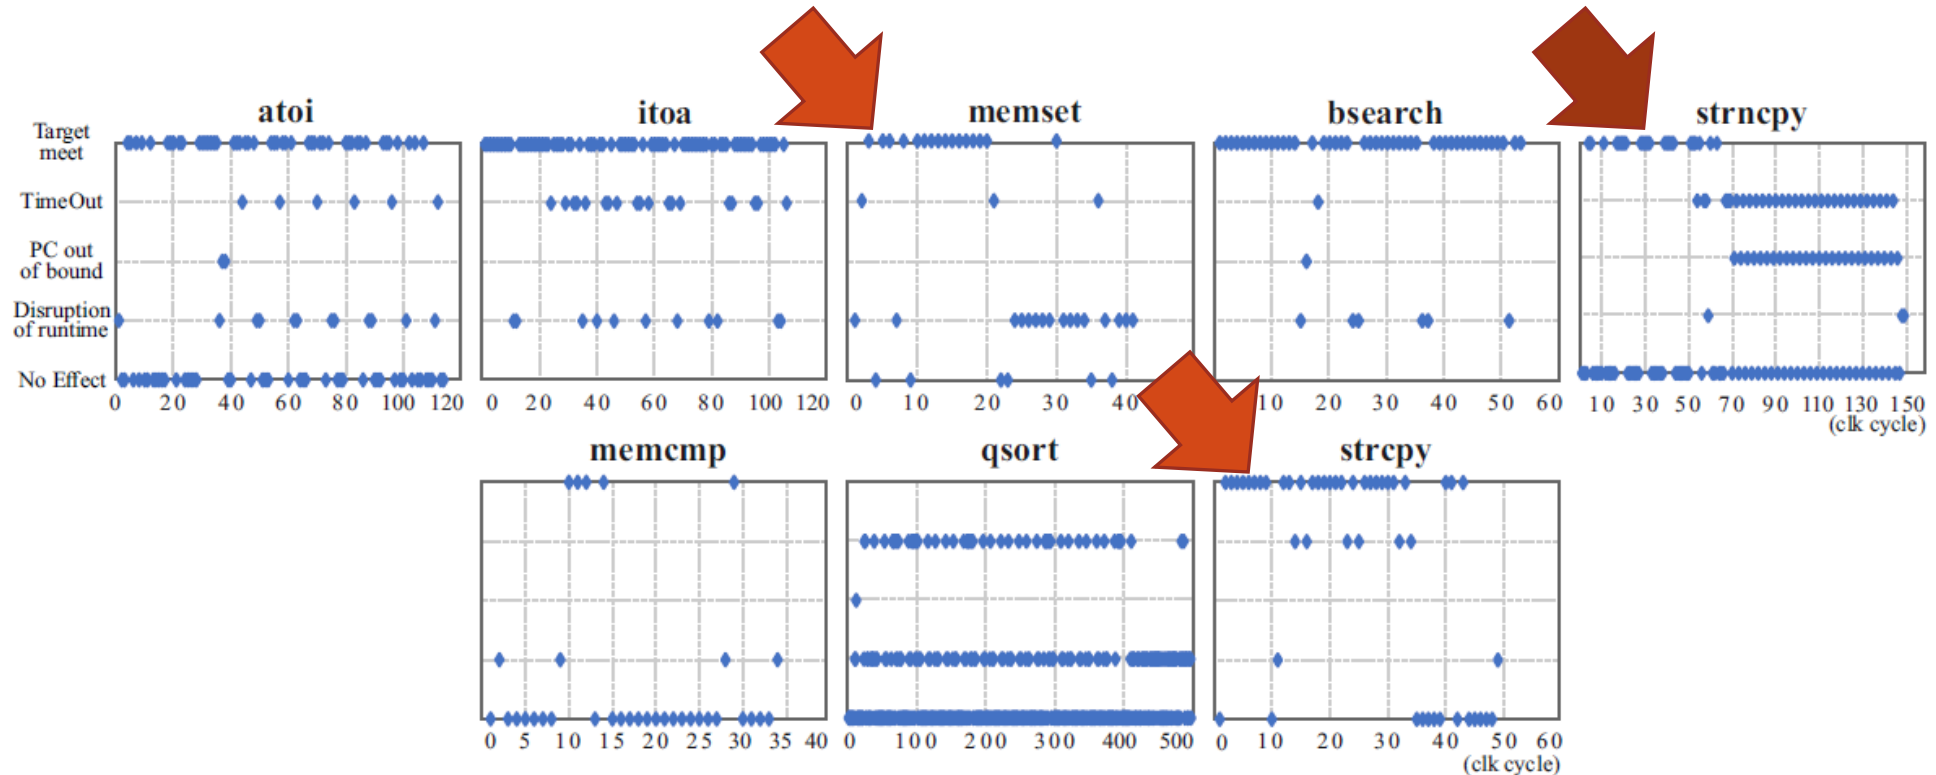 atoi
itoa
memset
bsearch
strncpy
Target
meet
TimeOut
PC out
of bound
Disruption
of runtime
No Effect
0 20 40 60 80 100 120
0 20 40 60 80 100 120
0 10 20 30 40
10 20 30 40 50 60
10 30 50 70 90 110 130 150
(clk cycle)
memcmp
qsort
strcpy
0 5 10 15 20 25 30 35 40
0 100 200 300 400 500
0 10 20 30 40 50 60
(clk cycle)